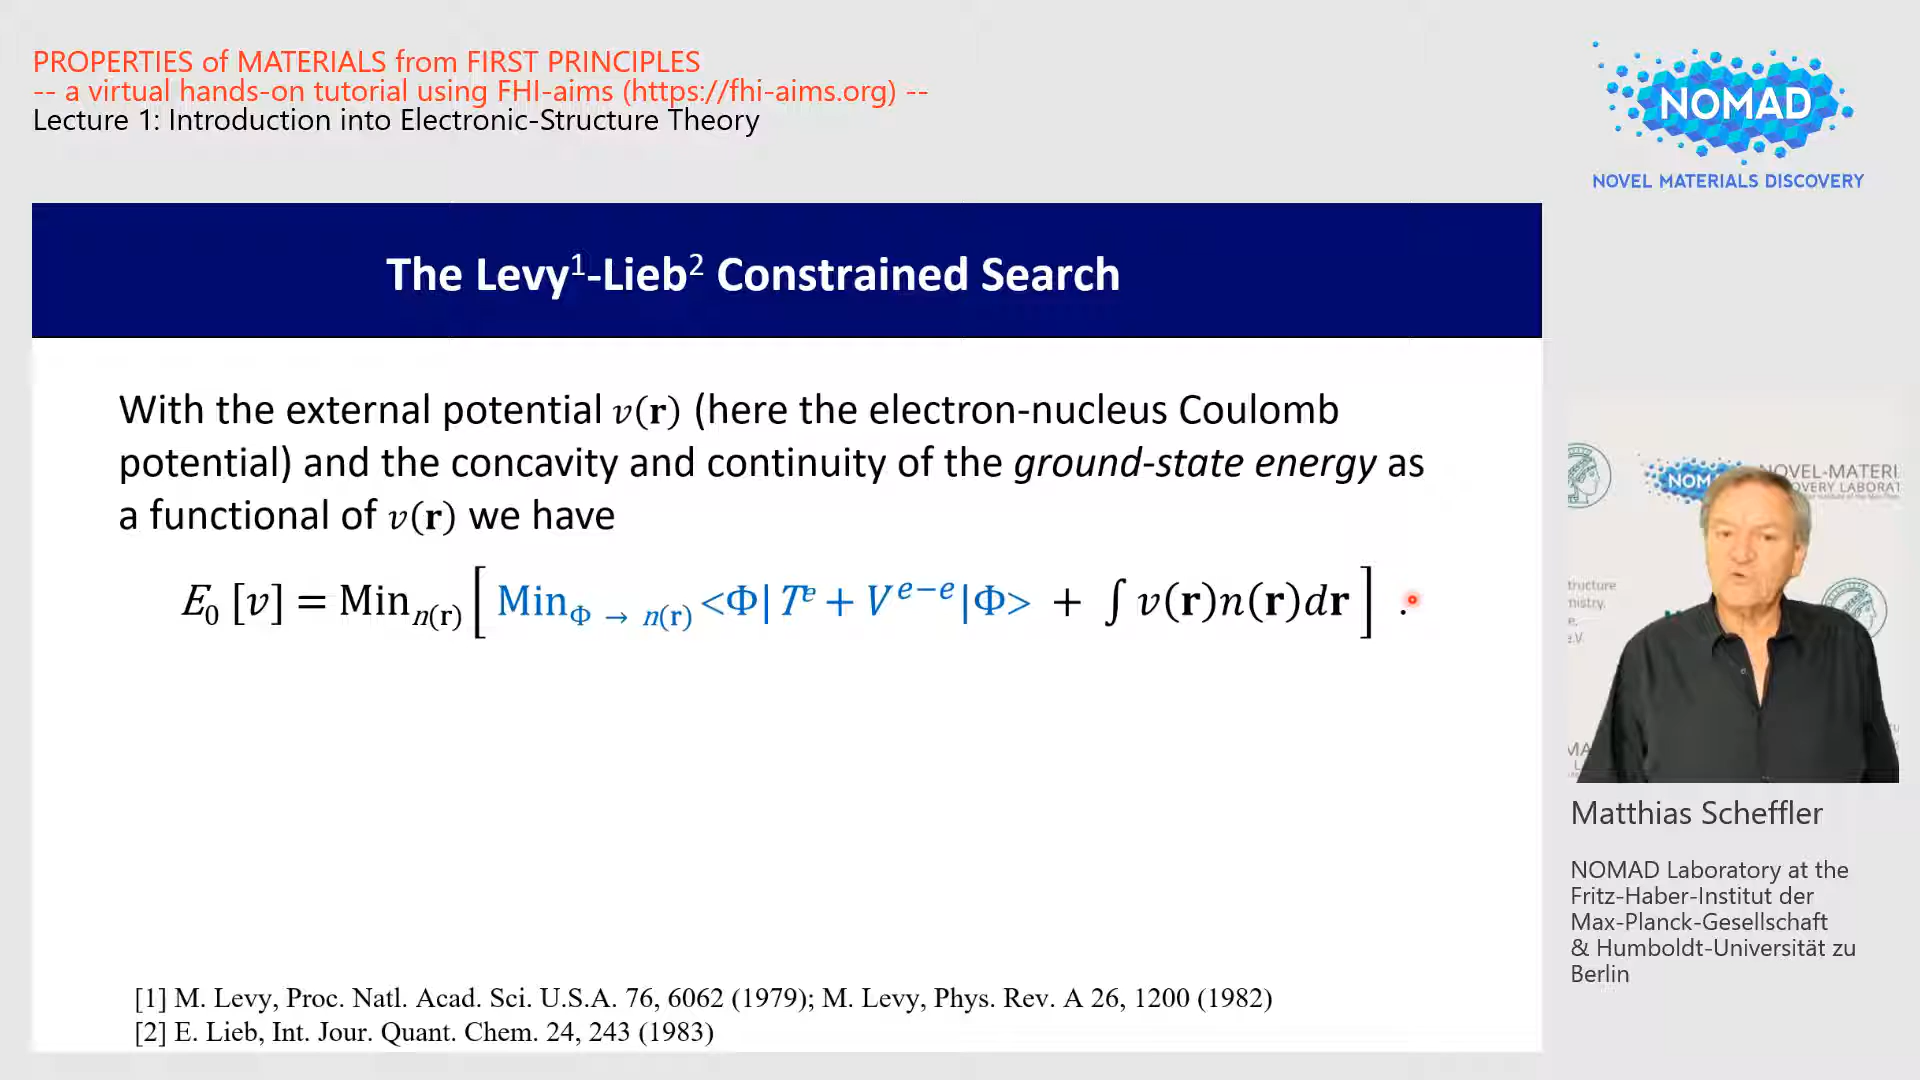 PROPERTIES of MATERIALS from FIRST PRINCIPLES
-- a virtual hands-on tutorial using FHI-aims (https://fhi-aims.org) --
Lecture 1: Introduction into Electronic-Structure Theory
NOMAD
NOVEL MATERIALS DISCOVERY
The Levy¹-Lieb² Constrained Search
With the external potential v(r) (here the electron-nucleus Coulomb
potential) and the concavity and continuity of the ground-state energy as
a functional of v(r) we have
E₀ [v] = Min_n(r) [ Min_Φ → n(r) <Φ| Tᵉ + Vᵉ⁻ᵉ |Φ> + ∫ v(r)n(r)dr ] .
[1] M. Levy, Proc. Natl. Acad. Sci. U.S.A. 76, 6062 (1979); M. Levy, Phys. Rev. A 26, 1200 (1982)
[2] E. Lieb, Int. Jour. Quant. Chem. 24, 243 (1983)
Matthias Scheffler
NOMAD Laboratory at the
Fritz-Haber-Institut der
Max-Planck-Gesellschaft
& Humboldt-Universität zu
Berlin